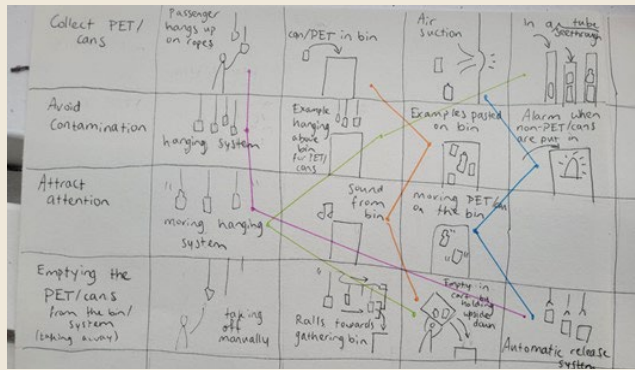 Collect PET/
cans
Passenger
hangs up
on ropes
can/PET in bin
Air
suction
In a tube
seethrough
Avoid
Contamination
hanging system
Example
hanging
above
bin
for PET/
cans
Examples pasted
on bin
Alarm when
non-PET/cans
are put in
Attract
attention
moving hanging
system
Sound
from
bin
moving PET/can
on the bin
Emptying the
PET/cans
from the bin/
system
(taking away)
taking
off
manually
Rails towards
gathering bin
Empty in
cart by
holding
upside
down
Automatic release
system